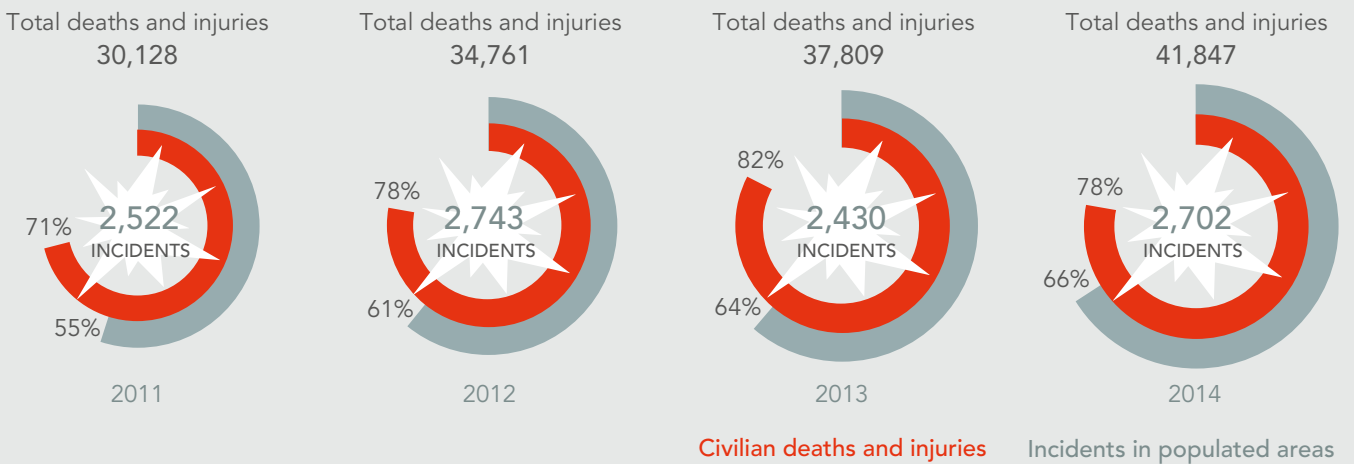 Total deaths and injuries
30,128
71%
2,522
INCIDENTS
55%
2011
Total deaths and injuries
34,761
78%
2,743
INCIDENTS
61%
2012
Total deaths and injuries
37,809
82%
2,430
INCIDENTS
64%
2013
Total deaths and injuries
41,847
78%
2,702
INCIDENTS
66%
2014
Civilian deaths and injuries
Incidents in populated areas